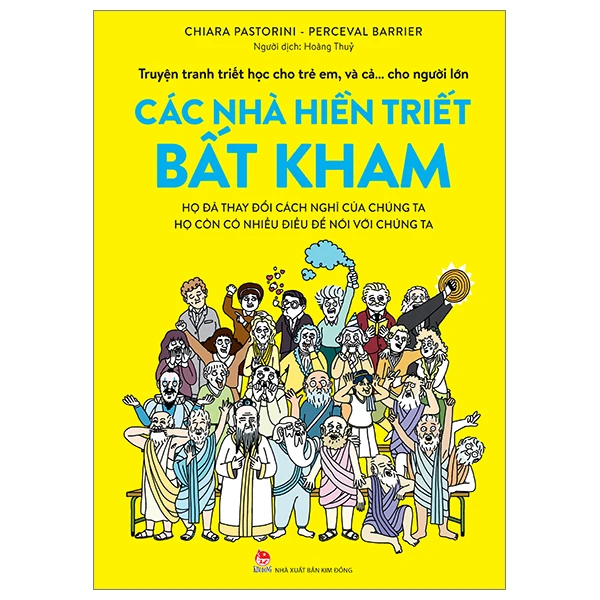 CHIARA PASTORINI - PERCEVAL BARRIER
Người dịch: Hoàng Thuỷ
Truyện tranh triết học cho trẻ em, và cả... cho người lớn
CÁC NHÀ HIỀN TRIẾT
BẤT KHAM
HỌ ĐÃ THAY ĐỔI CÁCH NGHĨ CỦA CHÚNG TA
HỌ CÒN CÓ NHIỀU ĐIỀU ĐỂ NÓI VỚI CHÚNG TA
KIM ĐỒNG
NHÀ XUẤT BẢN KIM ĐỒNG